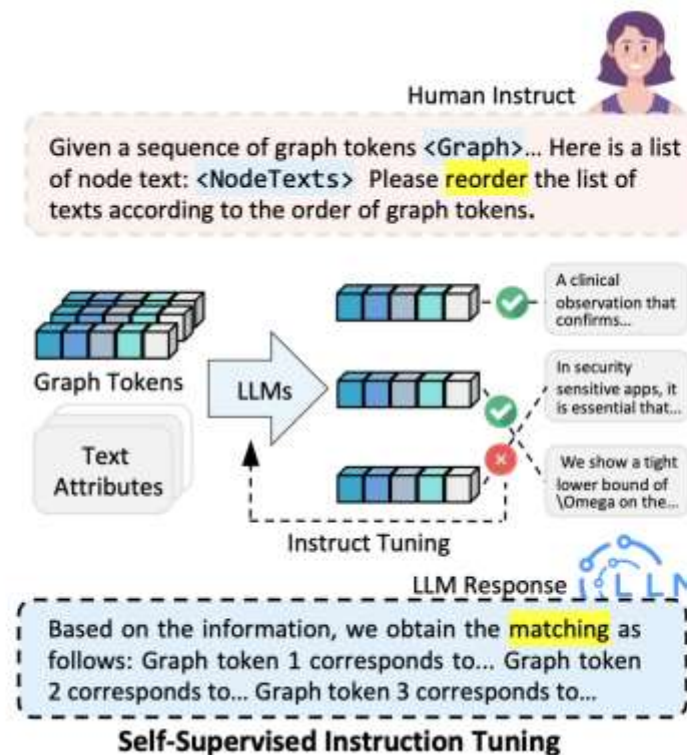 Human Instruct
Given a sequence of graph tokens <Graph>... Here is a list
of node text: <NodeTexts> Please reorder the list of
texts according to the order of graph tokens.
A clinical
observation that
confirms...
Graph Tokens
LLMs
In security
sensitive apps, it
is essential that...
Text
Attributes
We show a tight
lower bound of
\Omega on the...
Instruct Tuning
LLM Response
LLM
Based on the information, we obtain the matching as
follows: Graph token 1 corresponds to... Graph token
2 corresponds to... Graph token 3 corresponds to...
Self-Supervised Instruction Tuning